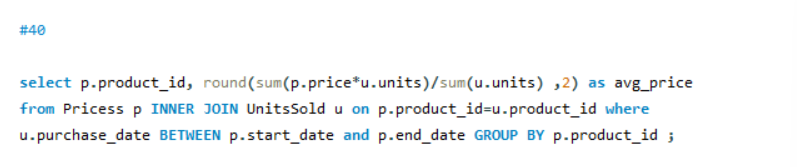 #40
select p.product_id, round(sum(p.price*u.units)/sum(u.units) ,2) as avg_price
from Pricess p INNER JOIN UnitsSold u on p.product_id=u.product_id where
u.purchase_date BETWEEN p.start_date and p.end_date GROUP BY p.product_id ;